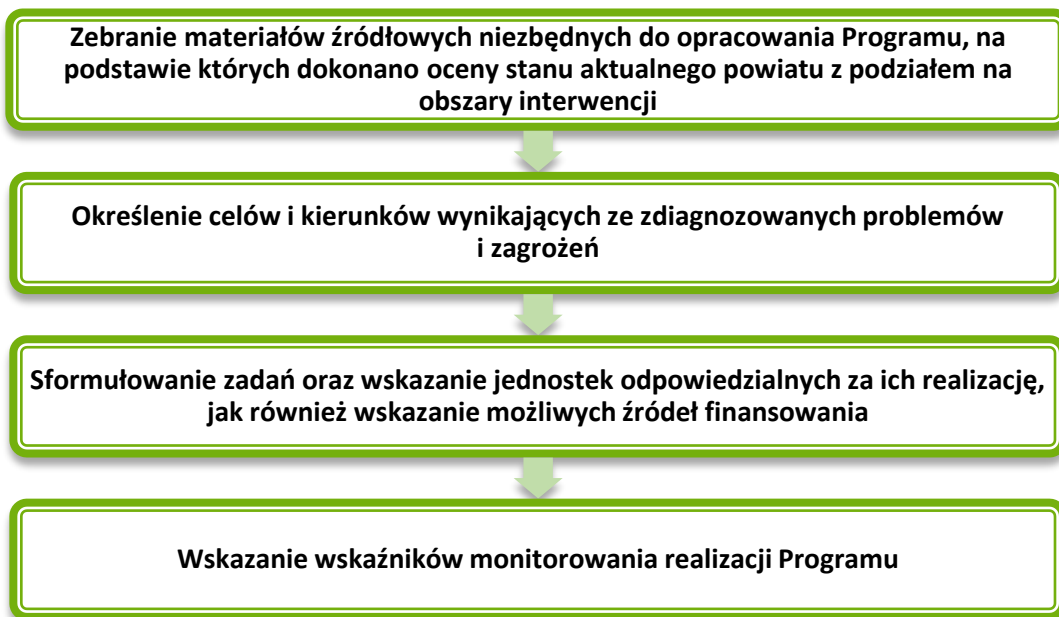 Zebranie materiałów źródłowych niezbędnych do opracowania Programu, na
podstawie których dokonano oceny stanu aktualnego powiatu z podziałem na
obszary interwencji
Określenie celów i kierunków wynikających ze zdiagnozowanych problemów
i zagrożeń
Sformułowanie zadań oraz wskazanie jednostek odpowiedzialnych za ich realizację,
jak również wskazanie możliwych źródeł finansowania
Wskazanie wskaźników monitorowania realizacji Programu